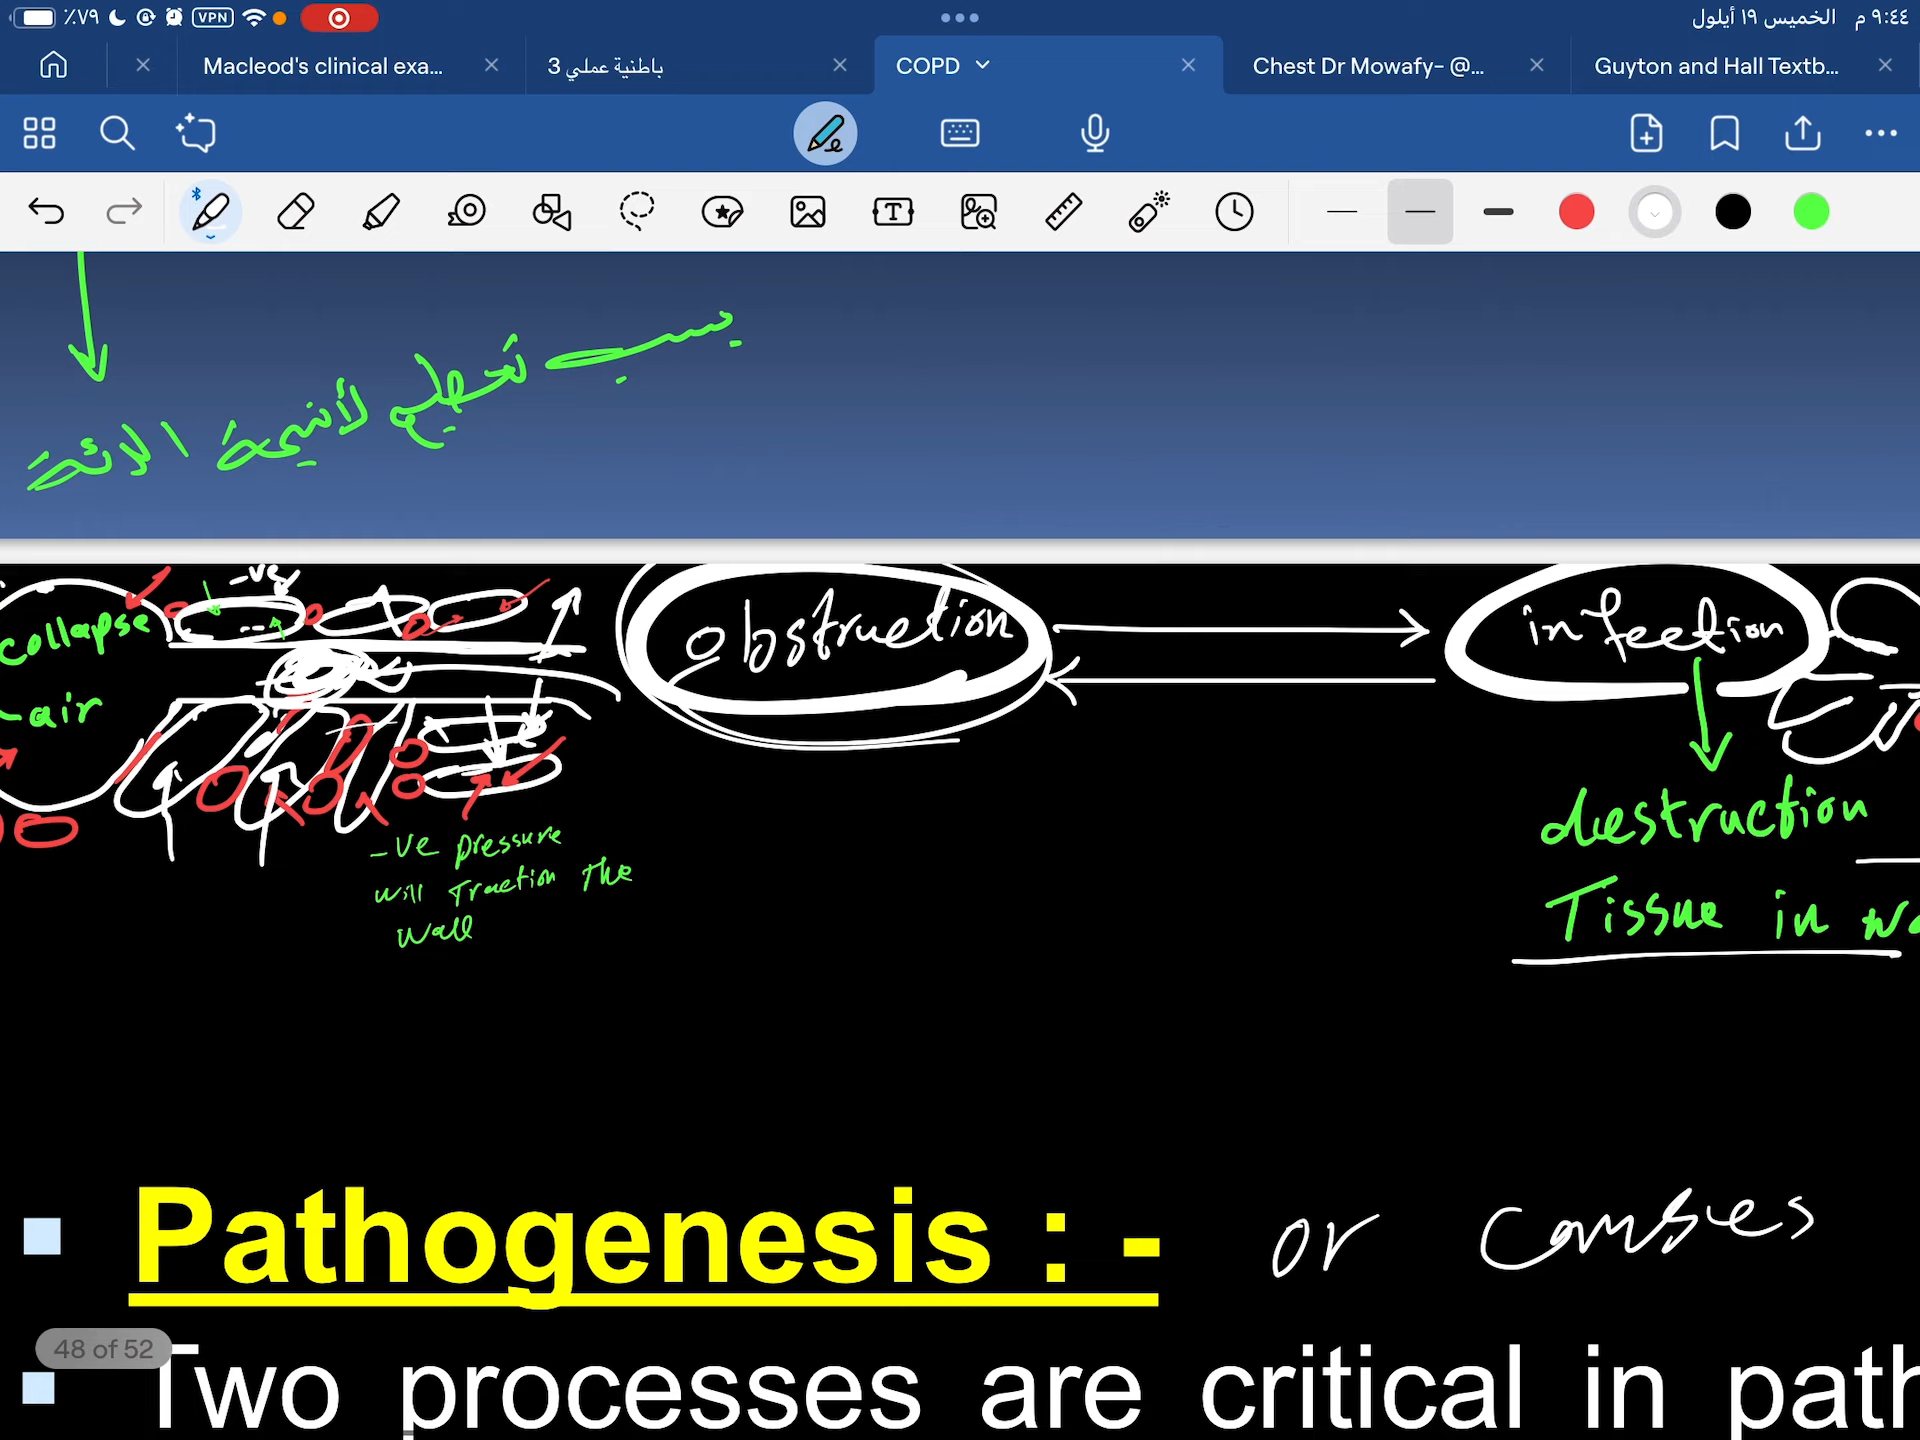 ٪٧٩ VPN ••• ٩:٤٤ م الخميس ١٩ أيلول
Macleod's clinical exa... باطنية عملي 3 COPD Chest Dr Mowafy- @... Guyton and Hall Textb...
يسبب تحطيم لأنسجة الرئة
-ve
collapse
obstruction infection
air
-ve pressure
will Traction The
wall
destruction
Tissue in
Pathogenesis : - or causes
48 of 52
Two processes are critical in path